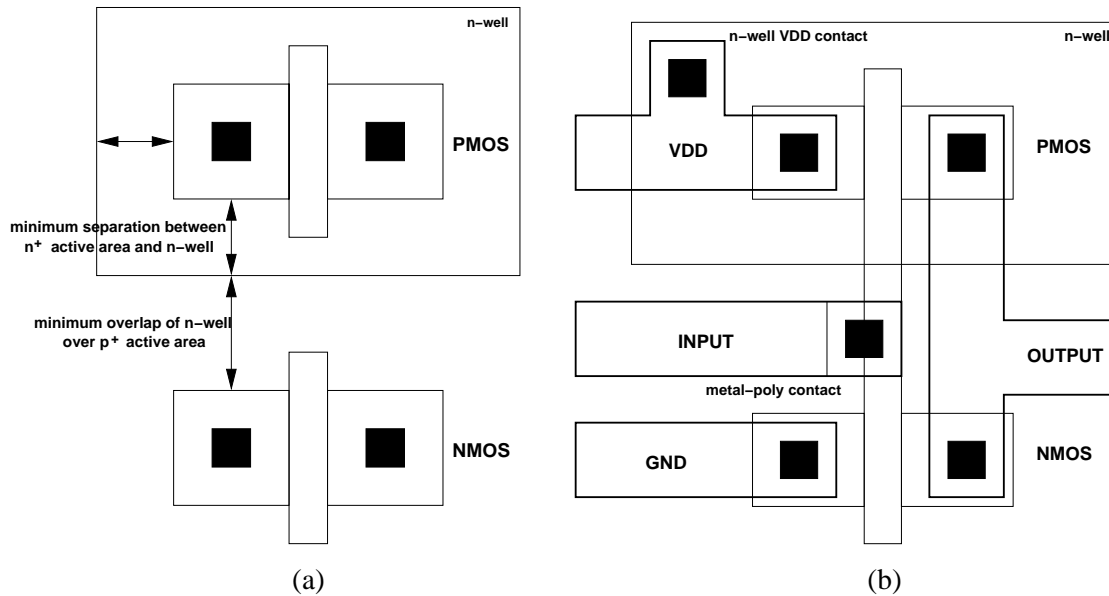 n–well
PMOS
minimum separation between
n+ active area and n–well
minimum overlap of n–well
over p+ active area
NMOS
(a)
n–well VDD contact
n–well
VDD
PMOS
INPUT
OUTPUT
metal–poly contact
GND
NMOS
(b)